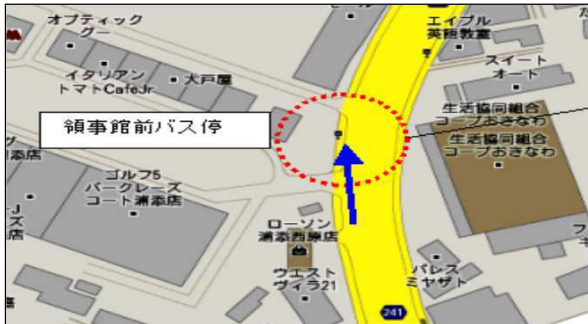 オプティック
グー
イタリアン
トマトCafeJr
大戸屋
エイブル
英語教室
スイート
オート
領事館前バス停
生活協同組合
コープおきなわ
生活協同組合
コープおきなわ
ゴルフ5
パークレーズ
コート浦添店
ローソン
浦添西原店
ウエスト
ヴィラ21
パレス
ミヤザト
241